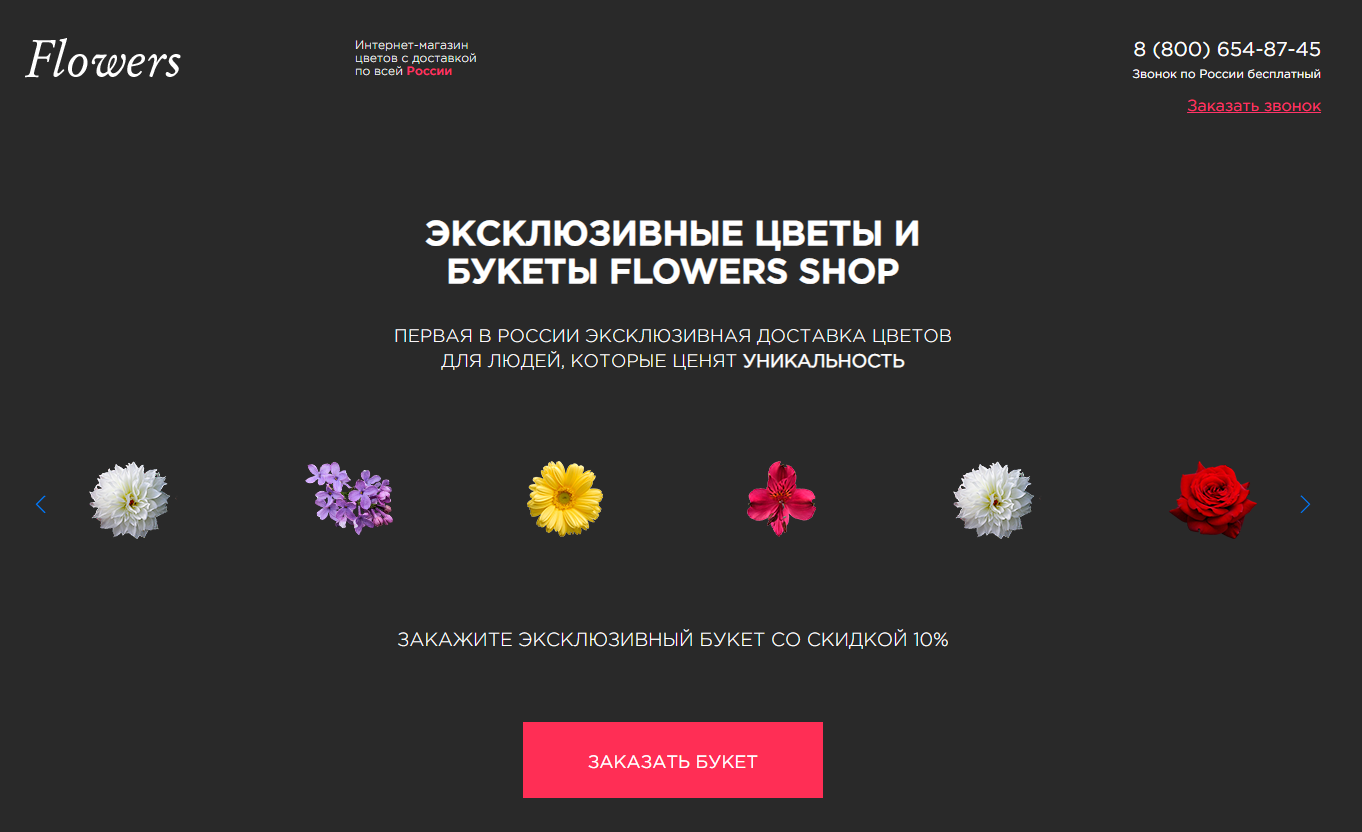 Flowers
Интернет-магазин
цветов с доставкой
по всей России
8 (800) 654-87-45
Звонок по России бесплатный
Заказать звонок
ЭКСКЛЮЗИВНЫЕ ЦВЕТЫ И
БУКЕТЫ FLOWERS SHOP
ПЕРВАЯ В РОССИИ ЭКСКЛЮЗИВНАЯ ДОСТАВКА ЦВЕТОВ
ДЛЯ ЛЮДЕЙ, КОТОРЫЕ ЦЕНЯТ УНИКАЛЬНОСТЬ
ЗАКАЖИТЕ ЭКСКЛЮЗИВНЫЙ БУКЕТ СО СКИДКОЙ 10%
ЗАКАЗАТЬ БУКЕТ